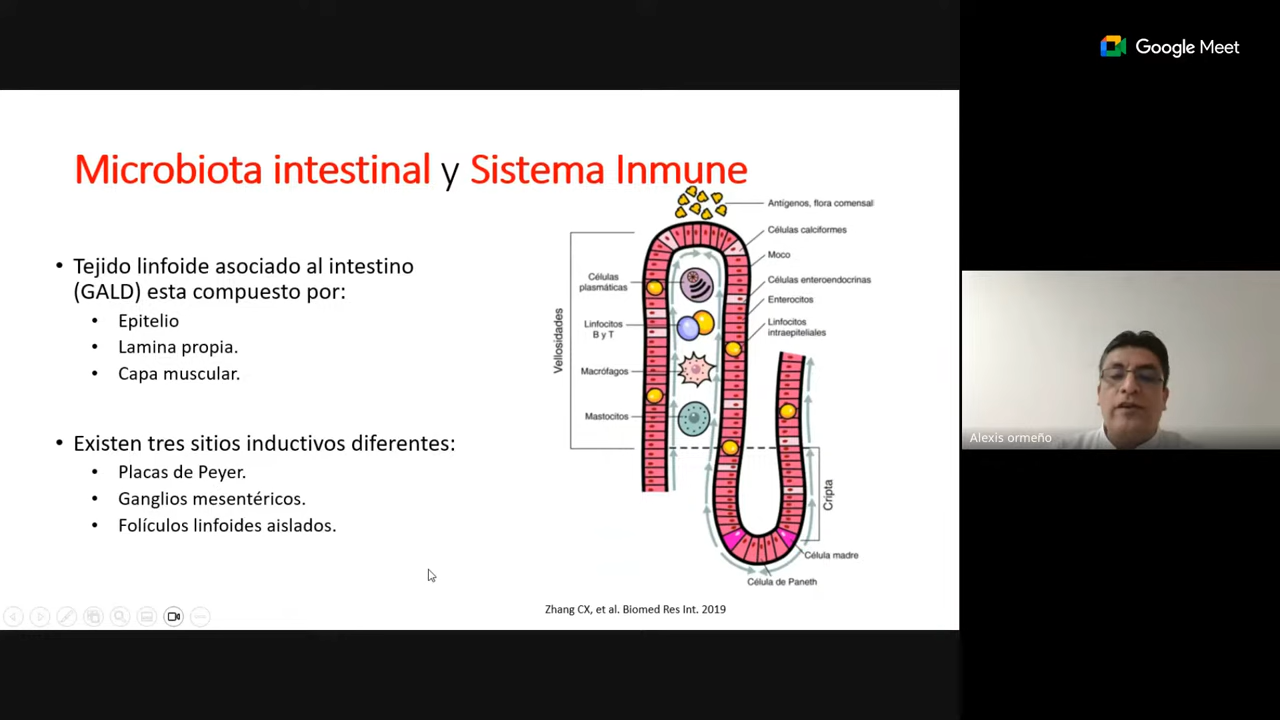 Google Meet
Microbiota intestinal y Sistema Inmune
• Tejido linfoide asociado al intestino
(GALD) esta compuesto por:
• Epitelio
• Lamina propia.
• Capa muscular.
• Existen tres sitios inductivos diferentes:
• Placas de Peyer.
• Ganglios mesentéricos.
• Folículos linfoides aislados.
Antígenos, flora comensal
Células calciformes
Moco
Células enteroendocrinas
Enterocitos
Linfocitos
intraepiteliales
Células
plasmáticas
Linfocitos
B y T
Macrófagos
Mastocitos
Vellosidades
Cripta
Célula madre
Célula de Paneth
Zhang CX, et al. Biomed Res Int. 2019
Alexis ormeño